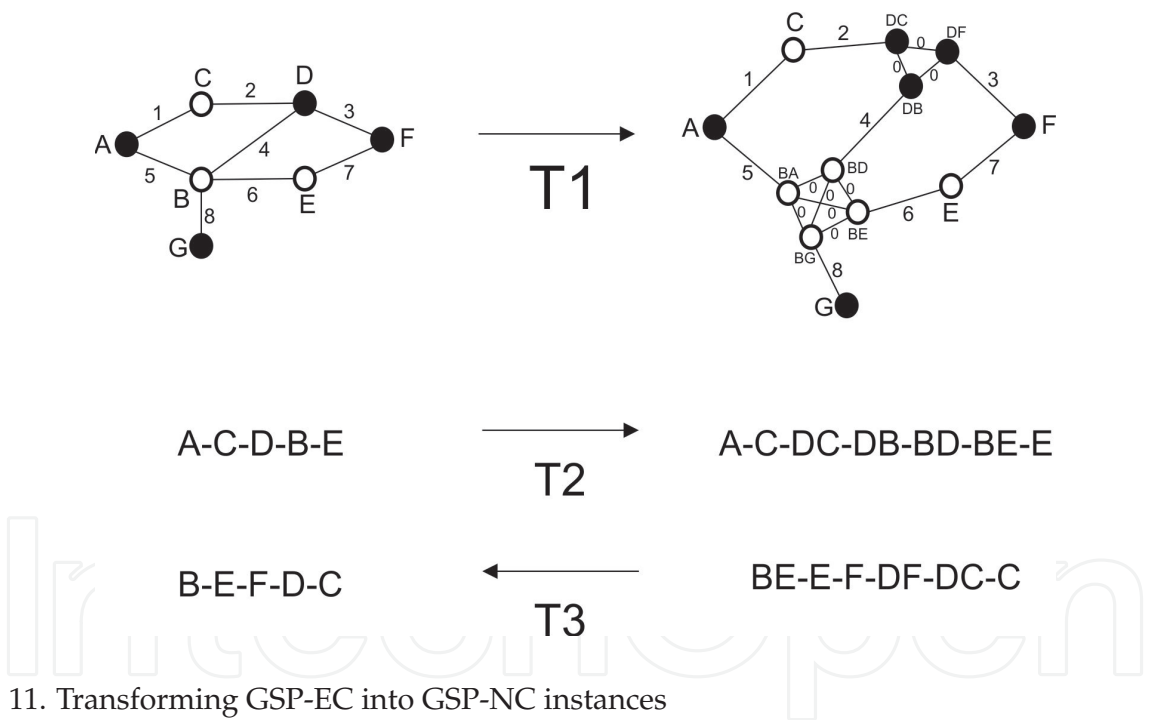 C 2 D
1 3
A F
5 4 7
B 6 E
8
G
T1
C 2 DC DF
0
0 0
1 3
DB
A 4 F
5 7
BA BD
0 0 0
0 0 E
BE 6
0
BG
8
G
A-C-D-B-E
T2
A-C-DC-DB-BD-BE-E
B-E-F-D-C
T3
BE-E-F-DF-DC-C
11. Transforming GSP-EC into GSP-NC instances